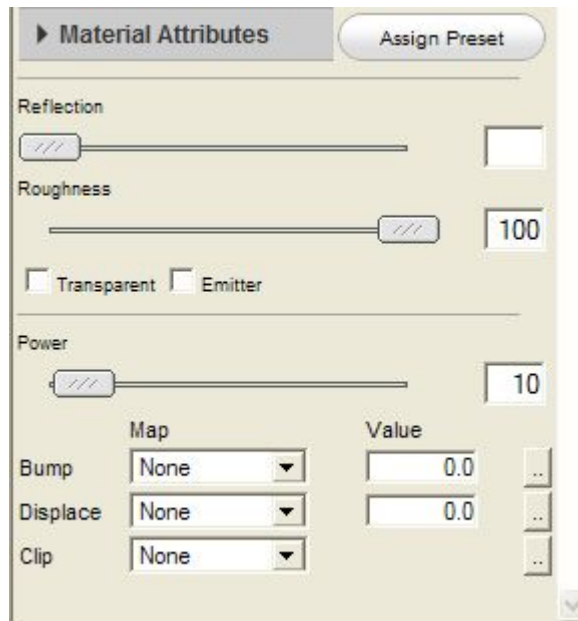 Material Attributes Assign Preset
Reflection
Roughness
100
Transparent Emitter
Power
10
Map Value
Bump None 0.0 ..
Displace None 0.0 ..
Clip None ..